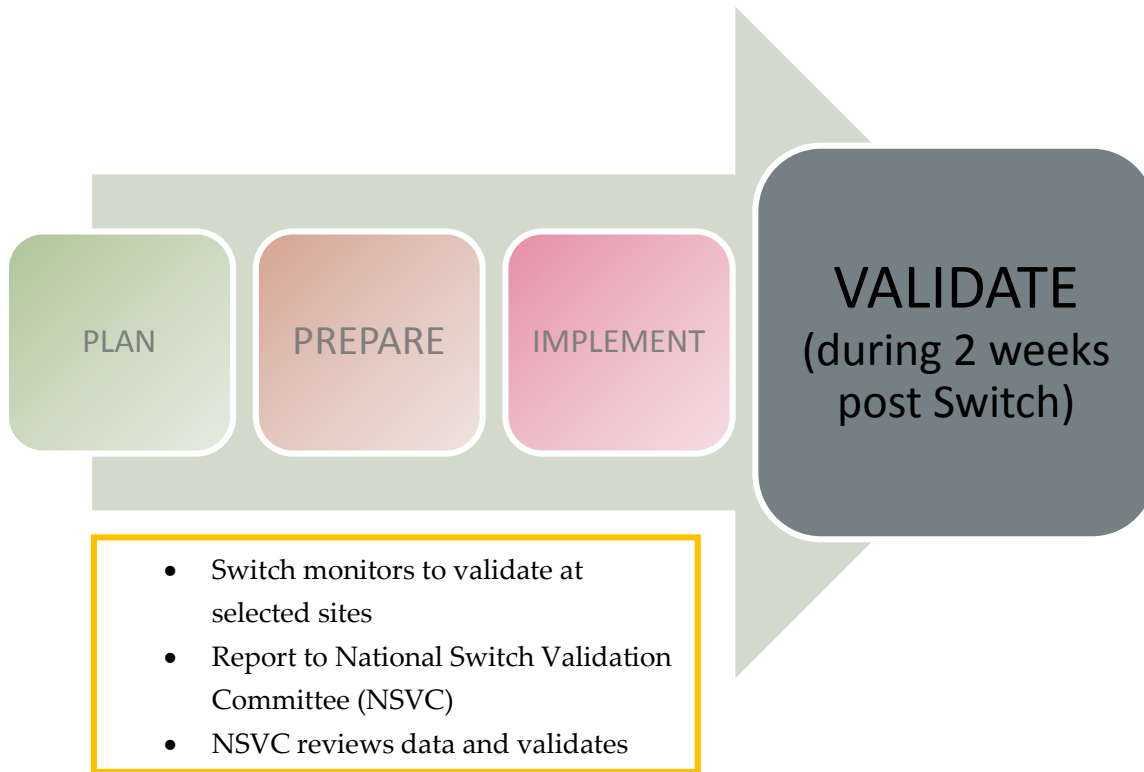 PLAN
PREPARE
IMPLEMENT
VALIDATE
(during 2 weeks
post Switch)
• Switch monitors to validate at
selected sites
• Report to National Switch Validation
Committee (NSVC)
• NSVC reviews data and validates